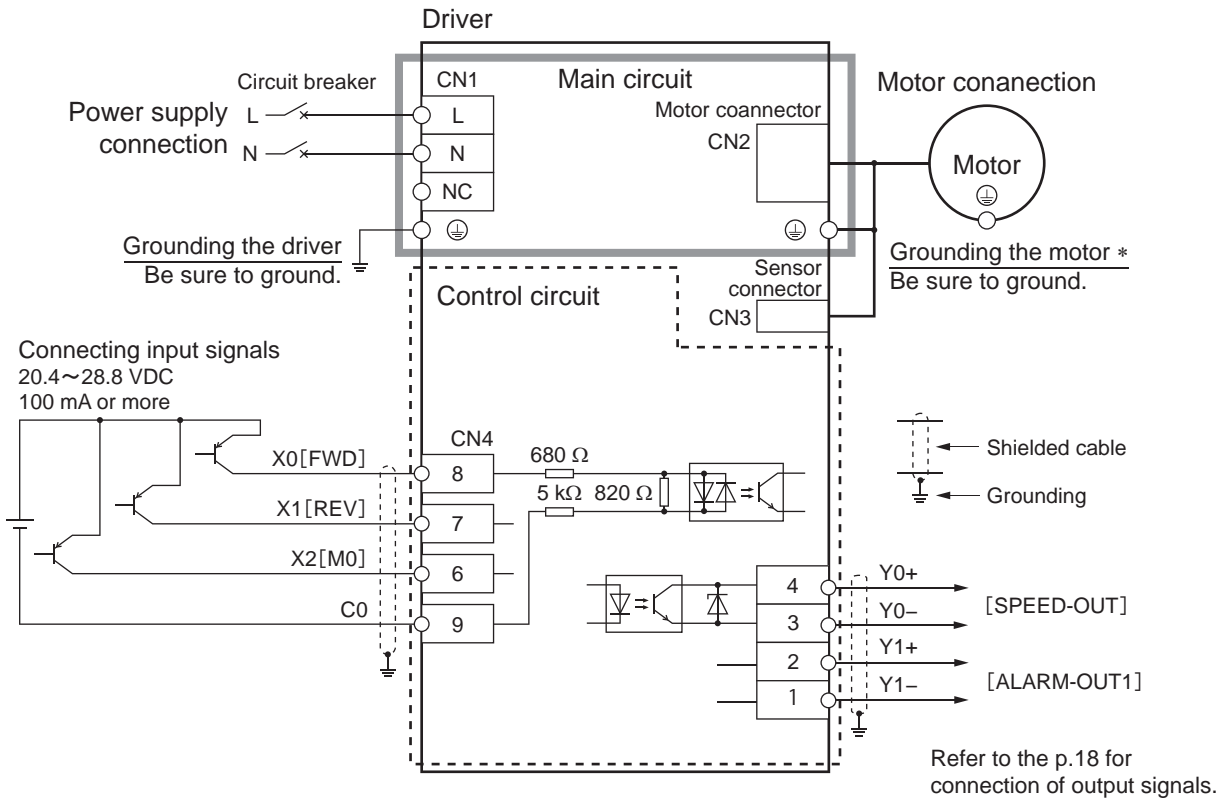 Driver
Circuit breaker
CN1
Main circuit
Motor conanection
Power supply
connection
L
L
Motor coannector
CN2
N
N
Motor
NC
Grounding the driver
Be sure to ground.
Grounding the motor *
Be sure to ground.
Sensor
connector
CN3
Control circuit
Connecting input signals
20.4～28.8 VDC
100 mA or more
CN4
X0[FWD]
8
680 Ω
5 kΩ
820 Ω
Shielded cable
Grounding
X1[REV]
7
X2[M0]
6
C0
9
4
Y0+
3
Y0−
[SPEED-OUT]
2
Y1+
1
Y1−
[ALARM-OUT1]
Refer to the p.18 for
connection of output signals.